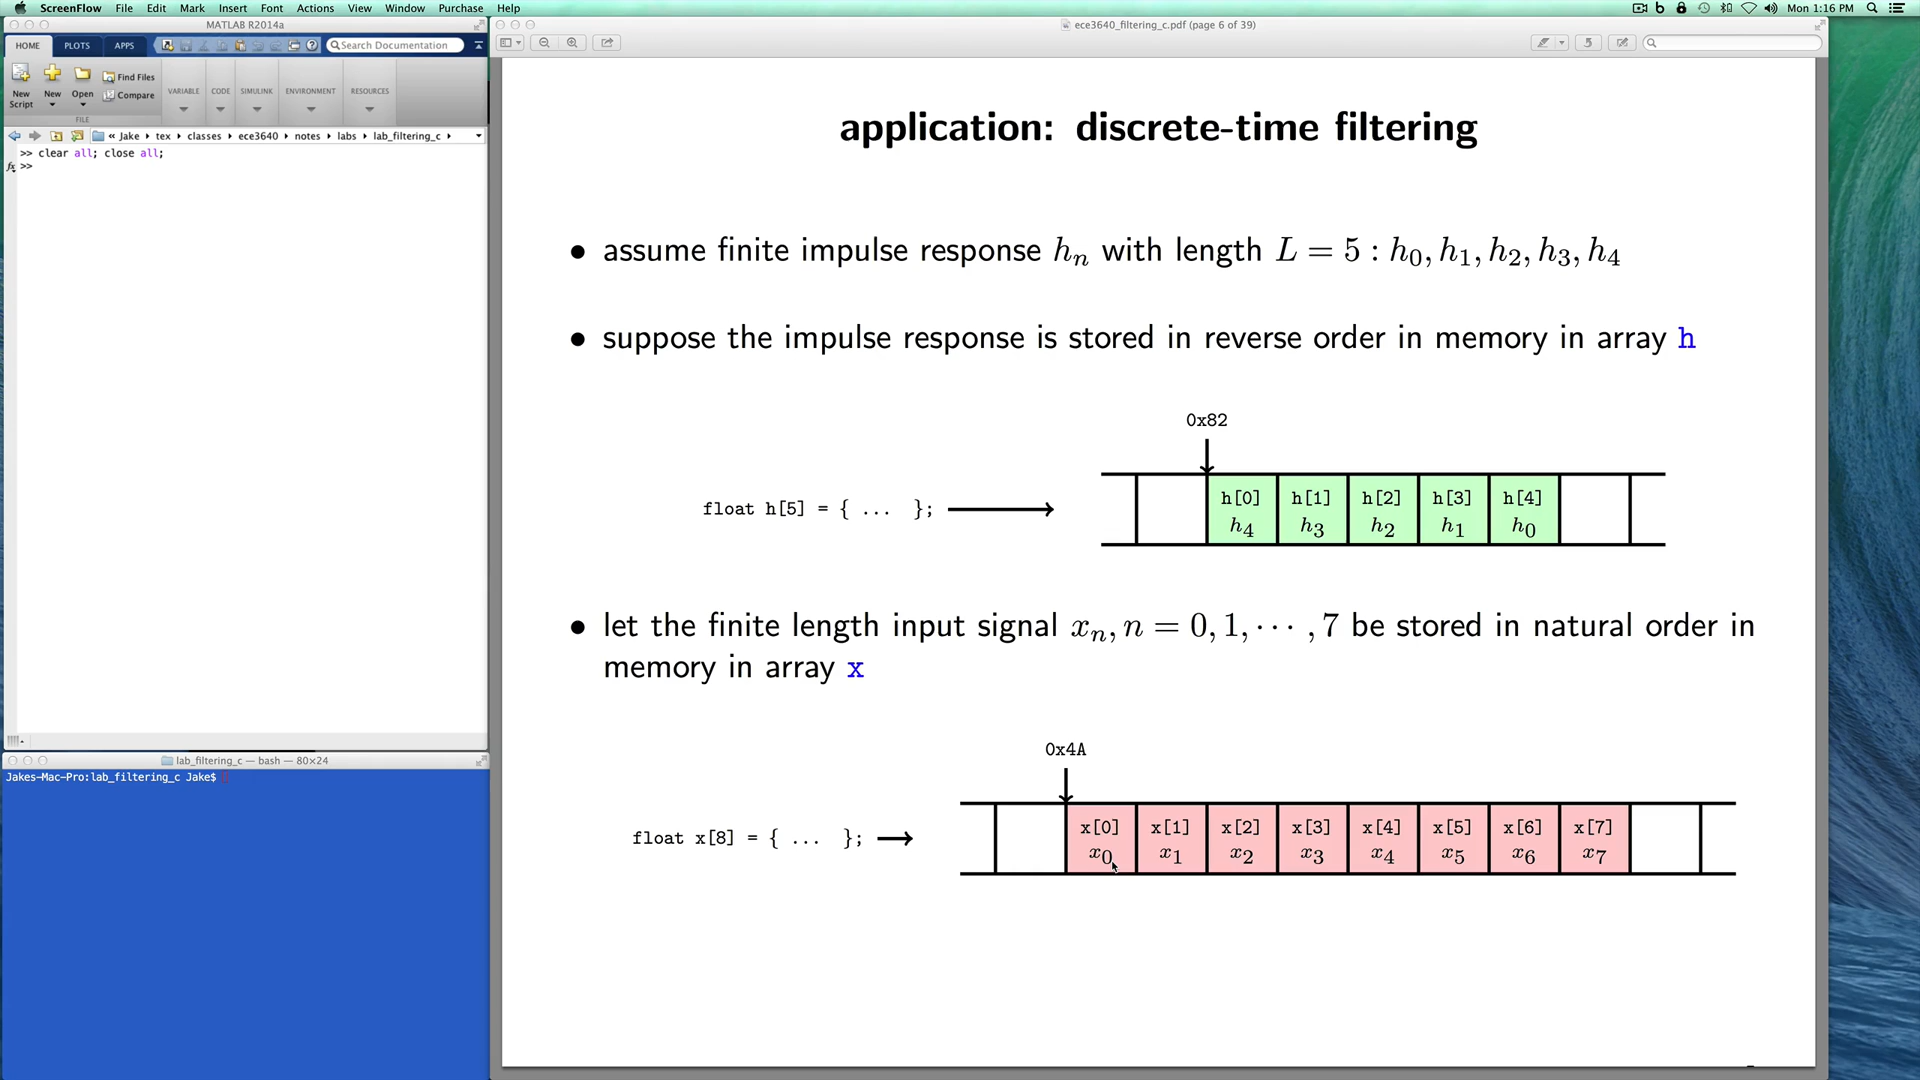 ScreenFlow File Edit Mark Insert Font Actions View Window Purchase Help Mon 1:16 PM
MATLAB R2014a
HOME PLOTS APPS Search Documentation
New Script New Open Find Files Compare VARIABLE CODE SIMULINK ENVIRONMENT RESOURCES
FILE
« Jake ▸ tex ▸ classes ▸ ece3640 ▸ notes ▸ labs ▸ lab_filtering_c ▸
>> clear all; close all;
fx >>
lab_filtering_c — bash — 80×24
Jakes-Mac-Pro:lab_filtering_c Jake$
ece3640_filtering_c.pdf (page 6 of 39)
application: discrete-time filtering
• assume finite impulse response hₙ with length L = 5 : h₀, h₁, h₂, h₃, h₄
• suppose the impulse response is stored in reverse order in memory in array h
0x82
float h[5] = { ... };
h[0] h[1] h[2] h[3] h[4]
h₄ h₃ h₂ h₁ h₀
• let the finite length input signal xₙ, n = 0, 1, ⋯ , 7 be stored in natural order in
memory in array x
0x4A
float x[8] = { ... };
x[0] x[1] x[2] x[3] x[4] x[5] x[6] x[7]
x₀ x₁ x₂ x₃ x₄ x₅ x₆ x₇